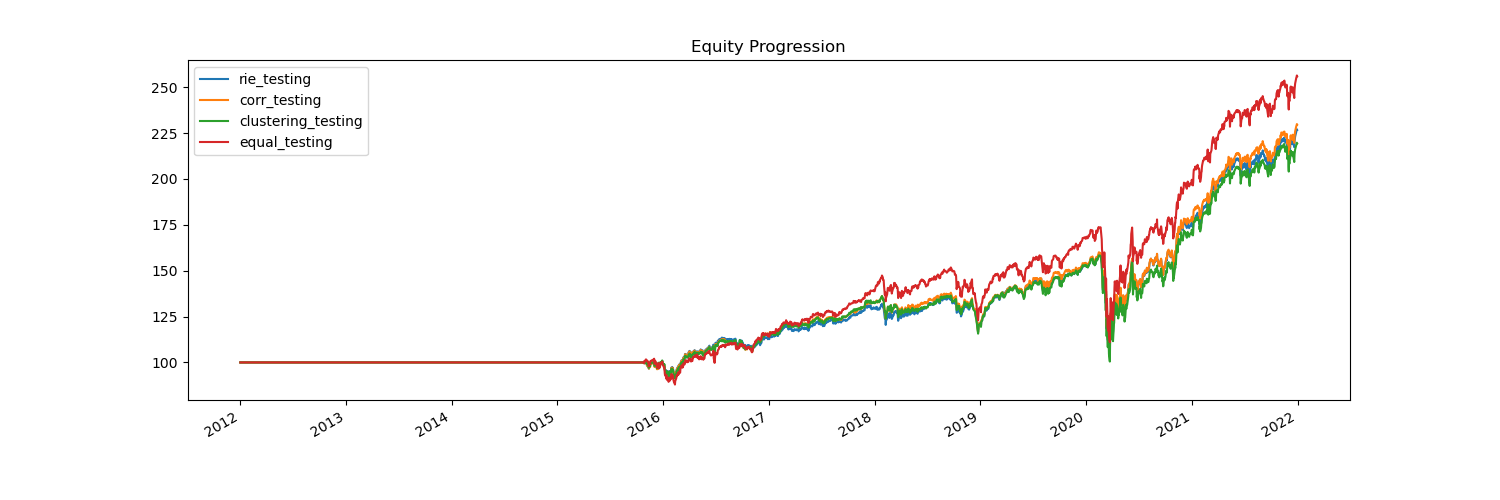 Equity Progression
rie_testing
corr_testing
clustering_testing
equal_testing
250
225
200
175
150
125
100
2012 2013 2014 2015 2016 2017 2018 2019 2020 2021 2022